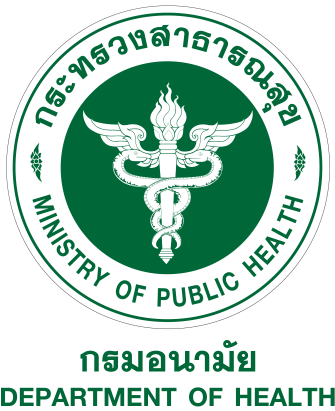 กระทรวงสาธารณสุข
MINISTRY OF PUBLIC HEALTH
กรมอนามัย
DEPARTMENT OF HEALTH